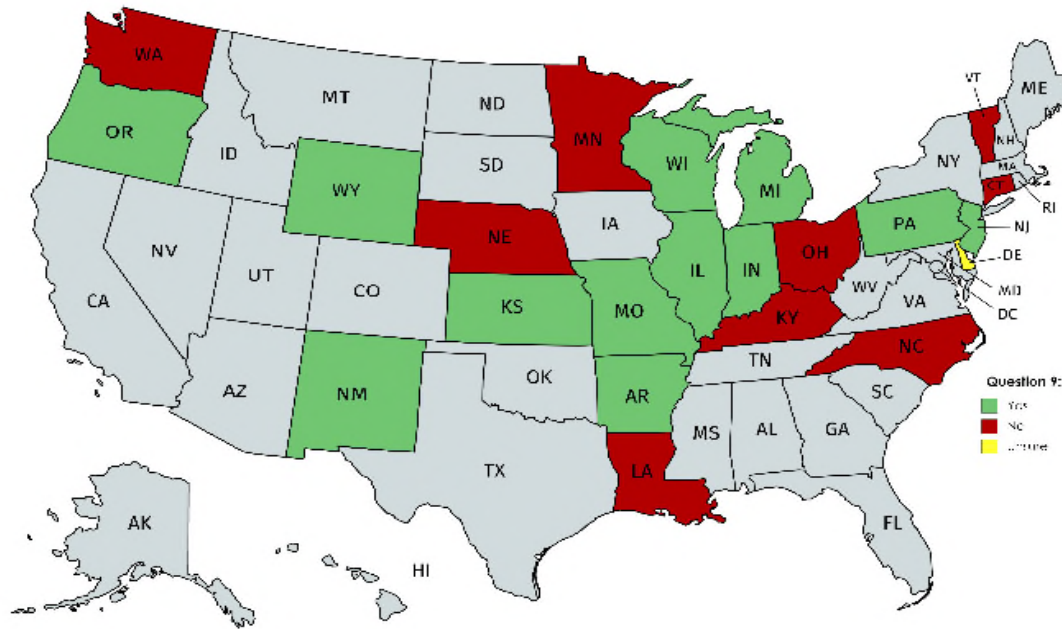 WA
MT
ND
MN
VT
ME
OR
ID
SD
WI
MI
NY
NH
MA
CT
RI
WY
IA
PA
NJ
NV
NE
IL
IN
OH
DE
UT
CO
KS
MO
WV
VA
MD
DC
CA
KY
NC
AZ
NM
OK
TN
AR
SC
Question 9:
Yes
No
Unsure
TX
MS
AL
GA
LA
AK
HI
FL